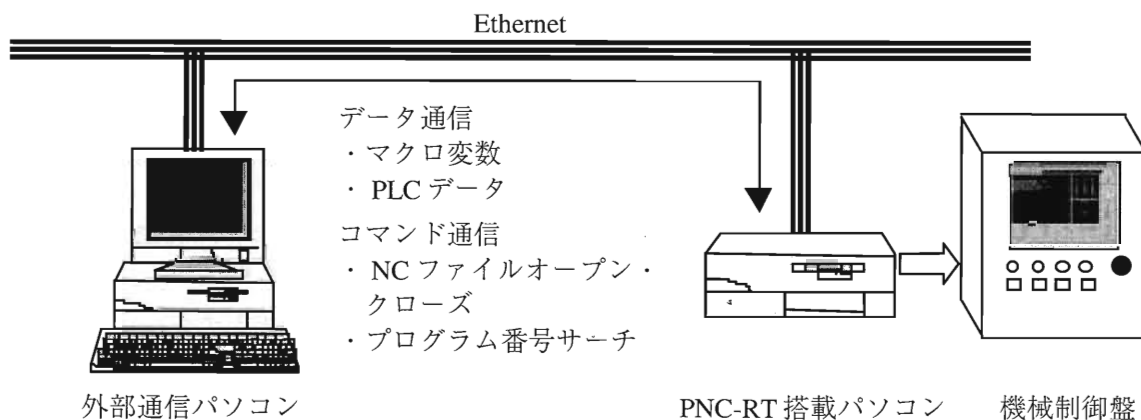 Ethernet
データ通信
・マクロ変数
・PLC データ
コマンド通信
・NC ファイルオープン・
クローズ
・プログラム番号サーチ
外部通信パソコン
PNC-RT 搭載パソコン
機械制御盤